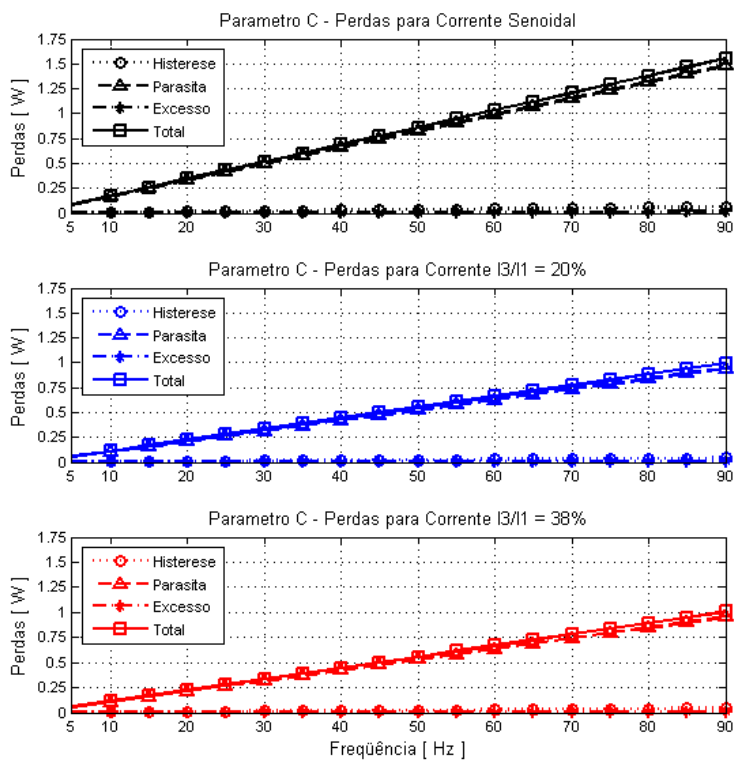 Parametro C - Perdas para Corrente Senoidal
Perdas [ W ]
1.75
1.5
1.25
1
0.75
0.5
0.25
0
Histerese
Parasita
Excesso
Total
5 10 20 30 40 50 60 70 80 90
Parametro C - Perdas para Corrente I3/I1 = 20%
Perdas [ W ]
1.75
1.5
1.25
1
0.75
0.5
0.25
0
Histerese
Parasita
Excesso
Total
5 10 20 30 40 50 60 70 80 90
Parametro C - Perdas para Corrente I3/I1 = 38%
Perdas [ W ]
1.75
1.5
1.25
1
0.75
0.5
0.25
0
Histerese
Parasita
Excesso
Total
5 10 20 30 40 50 60 70 80 90
Freqüência [ Hz ]